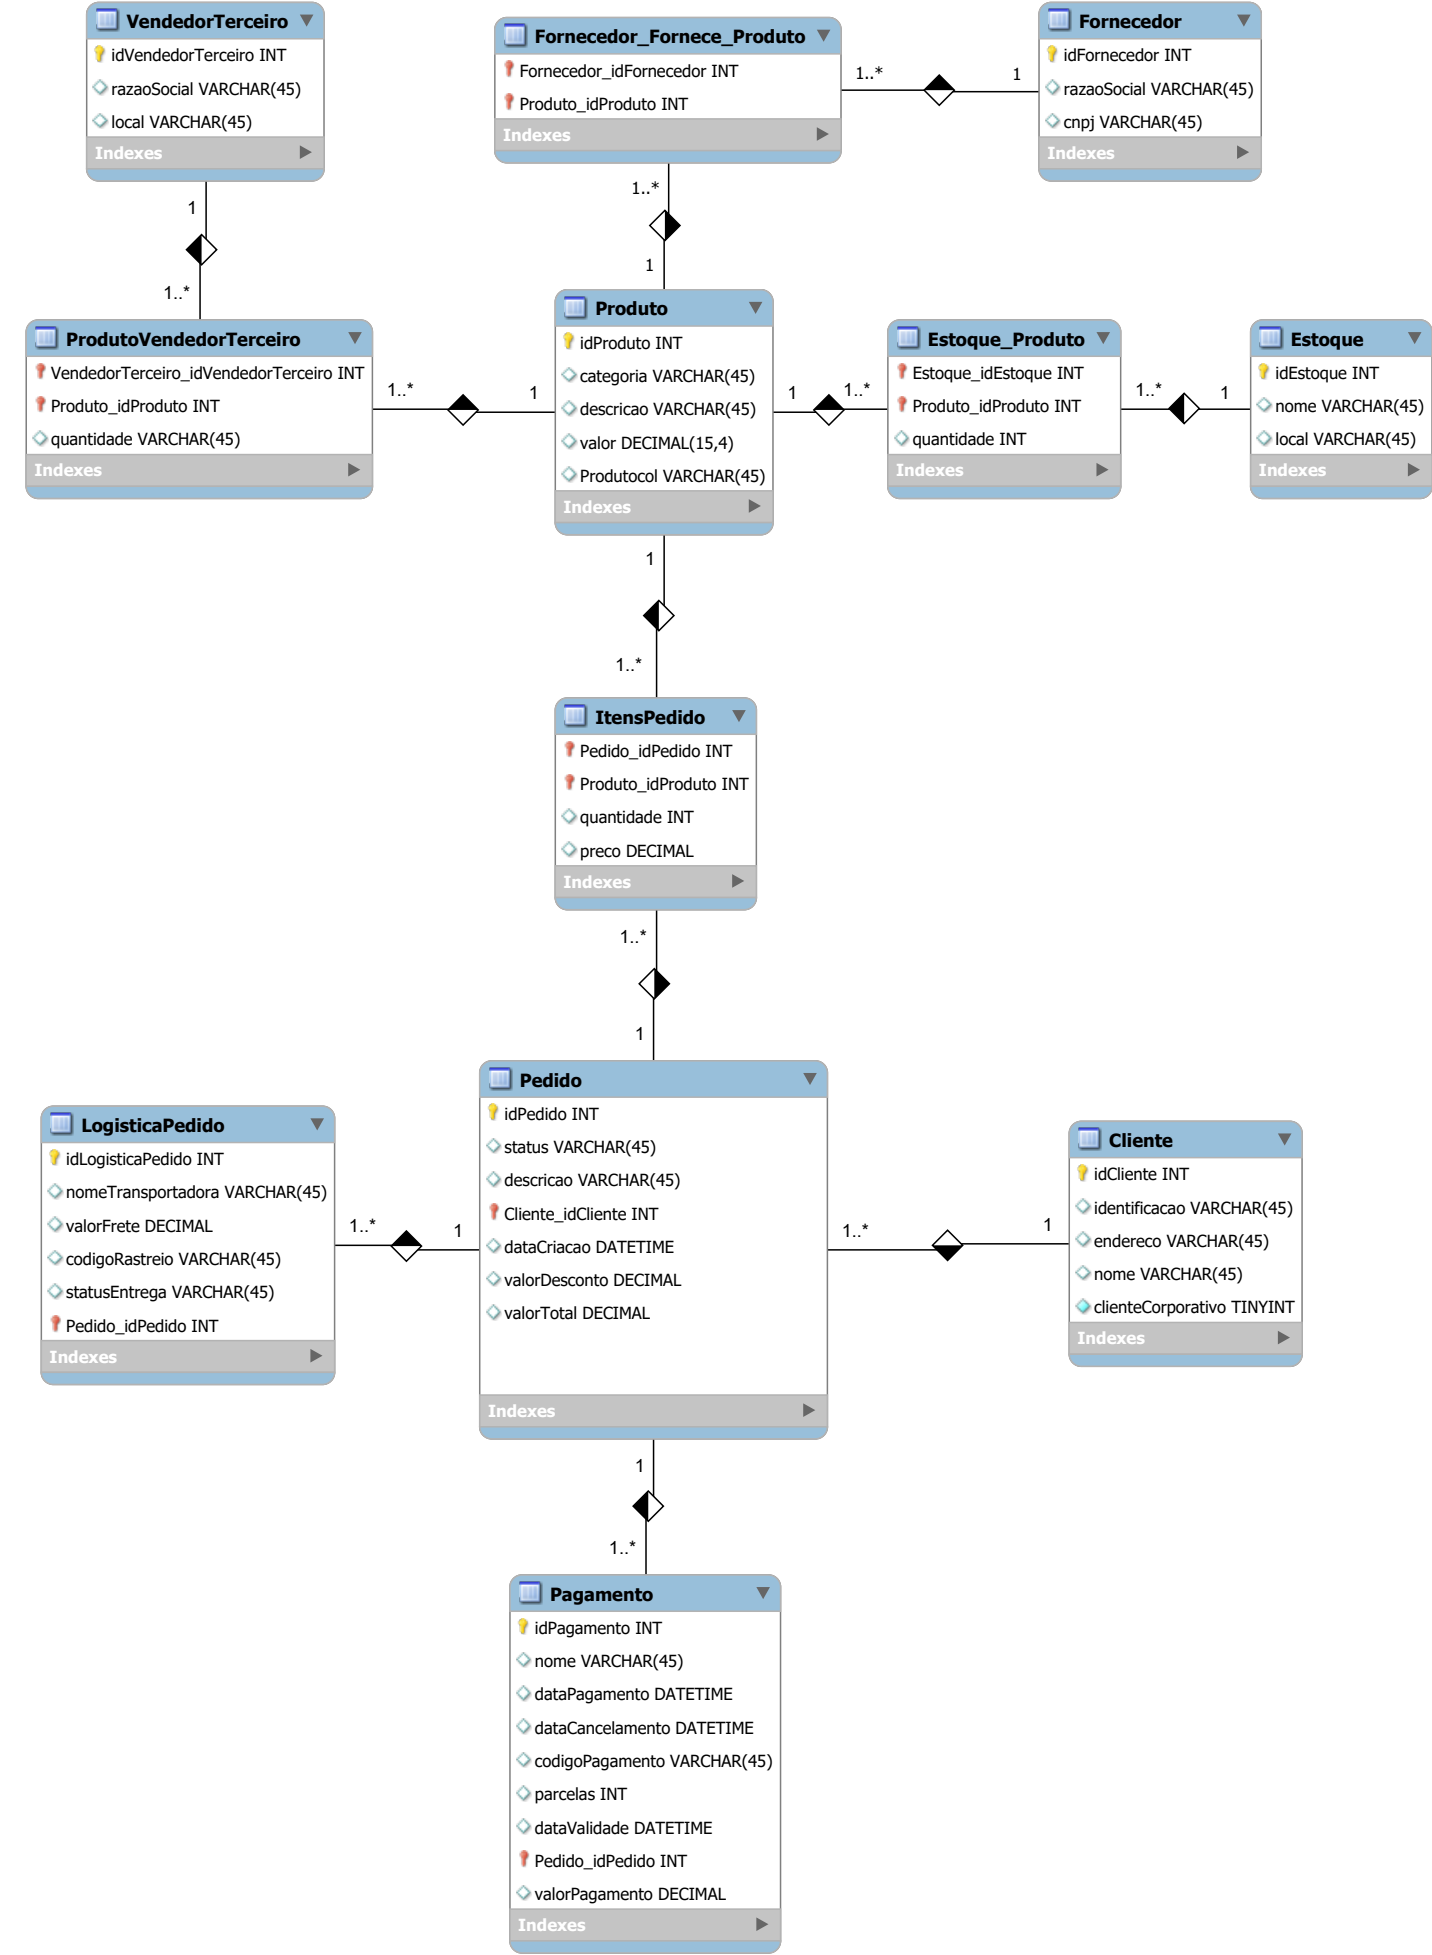 VendedorTerceiro
idVendedorTerceiro INT
razaoSocial VARCHAR(45)
local VARCHAR(45)
Indexes
Fornecedor_Fornece_Produto
Fornecedor_idFornecedor INT
Produto_idProduto INT
Indexes
1..*
1
Fornecedor
idFornecedor INT
razaoSocial VARCHAR(45)
cnpj VARCHAR(45)
Indexes
1
1..*
1..*
1
ProdutoVendedorTerceiro
VendedorTerceiro_idVendedorTerceiro INT
Produto_idProduto INT
quantidade VARCHAR(45)
Indexes
1..*
1
Produto
idProduto INT
categoria VARCHAR(45)
descricao VARCHAR(45)
valor DECIMAL(15,4)
Produtocol VARCHAR(45)
Indexes
1
1..*
Estoque_Produto
Estoque_idEstoque INT
Produto_idProduto INT
quantidade INT
Indexes
1..*
1
Estoque
idEstoque INT
nome VARCHAR(45)
local VARCHAR(45)
Indexes
1
1..*
ItensPedido
Pedido_idPedido INT
Produto_idProduto INT
quantidade INT
preco DECIMAL
Indexes
1..*
1
LogisticaPedido
idLogisticaPedido INT
nomeTransportadora VARCHAR(45)
valorFrete DECIMAL
codigoRastreio VARCHAR(45)
statusEntrega VARCHAR(45)
Pedido_idPedido INT
Indexes
1..*
1
Pedido
idPedido INT
status VARCHAR(45)
descricao VARCHAR(45)
Cliente_idCliente INT
dataCriacao DATETIME
valorDesconto DECIMAL
valorTotal DECIMAL
Indexes
1..*
1
Cliente
idCliente INT
identificacao VARCHAR(45)
endereco VARCHAR(45)
nome VARCHAR(45)
clienteCorporativo TINYINT
Indexes
1
1..*
Pagamento
idPagamento INT
nome VARCHAR(45)
dataPagamento DATETIME
dataCancelamento DATETIME
codigoPagamento VARCHAR(45)
parcelas INT
dataValidade DATETIME
Pedido_idPedido INT
valorPagamento DECIMAL
Indexes